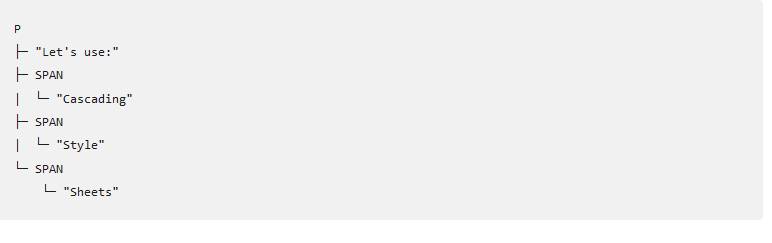 P
├─ "Let's use:"
├─ SPAN
|  └─ "Cascading"
├─ SPAN
|  └─ "Style"
└─ SPAN
    └─ "Sheets"